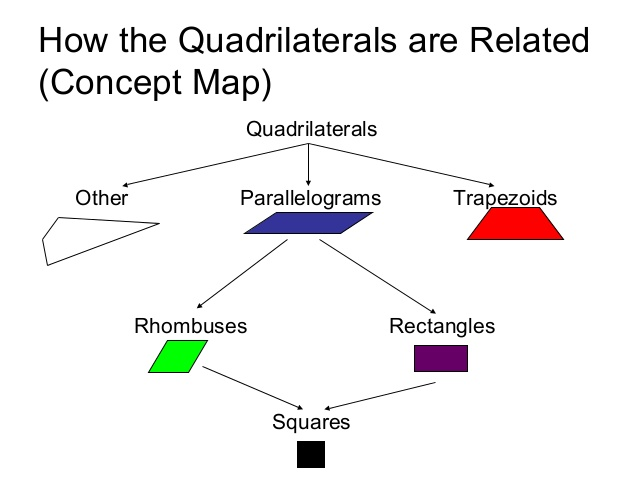 How the Quadrilaterals are Related
(Concept Map)
Quadrilaterals
Other
Parallelograms
Trapezoids
Rhombuses
Rectangles
Squares